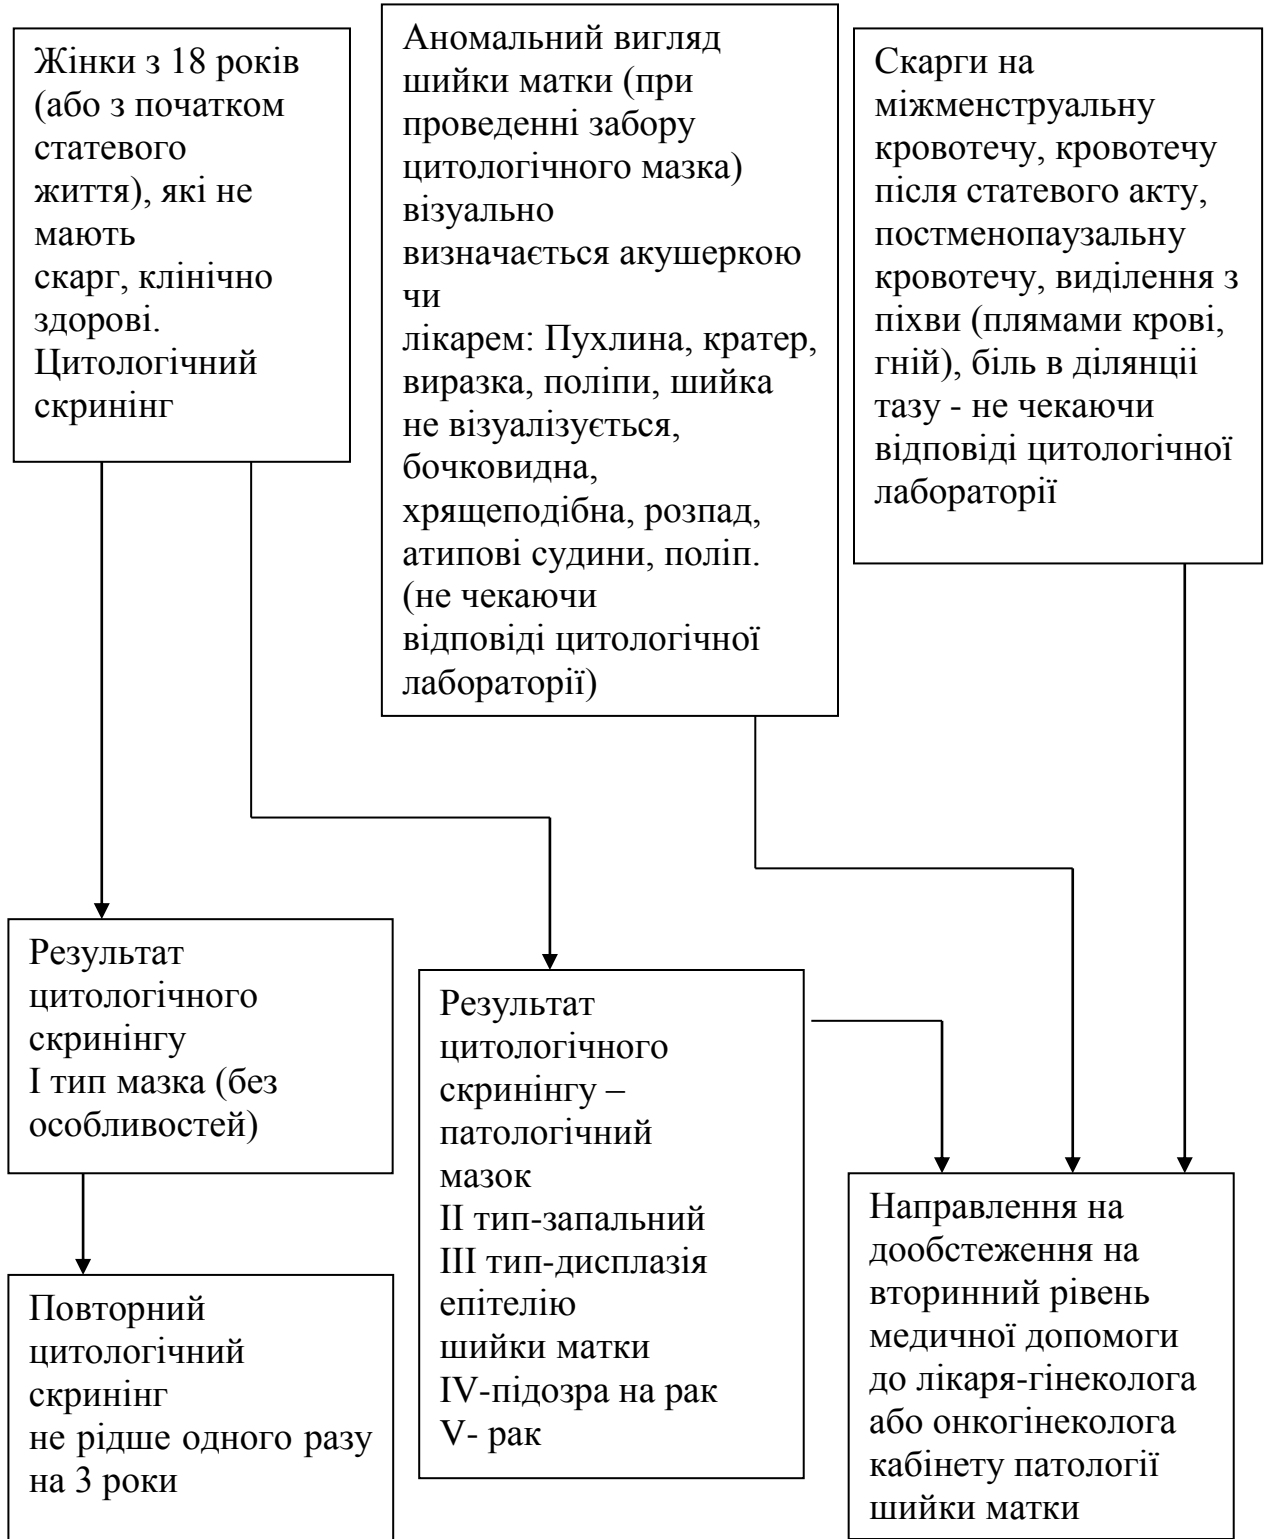 Жінки з 18 років
(або з початком
статевого
життя), які не
мають
скарг, клінічно
здорові.
Цитологічний
скринінг
Аномальний вигляд
шийки матки (при
проведенні забору
цитологічного мазка)
візуально
визначається акушеркою
чи
лікарем: Пухлина, кратер,
виразка, поліпи, шийка
не візуалізується,
бочковидна,
хрящеподібна, розпад,
атипові судини, поліп.
(не чекаючи
відповіді цитологічної
лабораторії)
Скарги на
міжменструальну
кровотечу, кровотечу
після статевого акту,
постменопаузальну
кровотечу, виділення з
піхви (плямами крові,
гній), біль в ділянціі
тазу - не чекаючи
відповіді цитологічної
лабораторії
Результат
цитологічного
скринінгу
І тип мазка (без
особливостей)
Результат
цитологічного
скринінгу –
патологічний
мазок
ІІ тип-запальний
ІІІ тип-дисплазія
епітелію
шийки матки
IV-підозра на рак
V- рак
Повторний
цитологічний
скринінг
не рідше одного разу
на 3 роки
Направлення на
дообстеження на
вторинний рівень
медичної допомоги
до лікаря-гінеколога
або онкогінеколога
кабінету патології
шийки матки